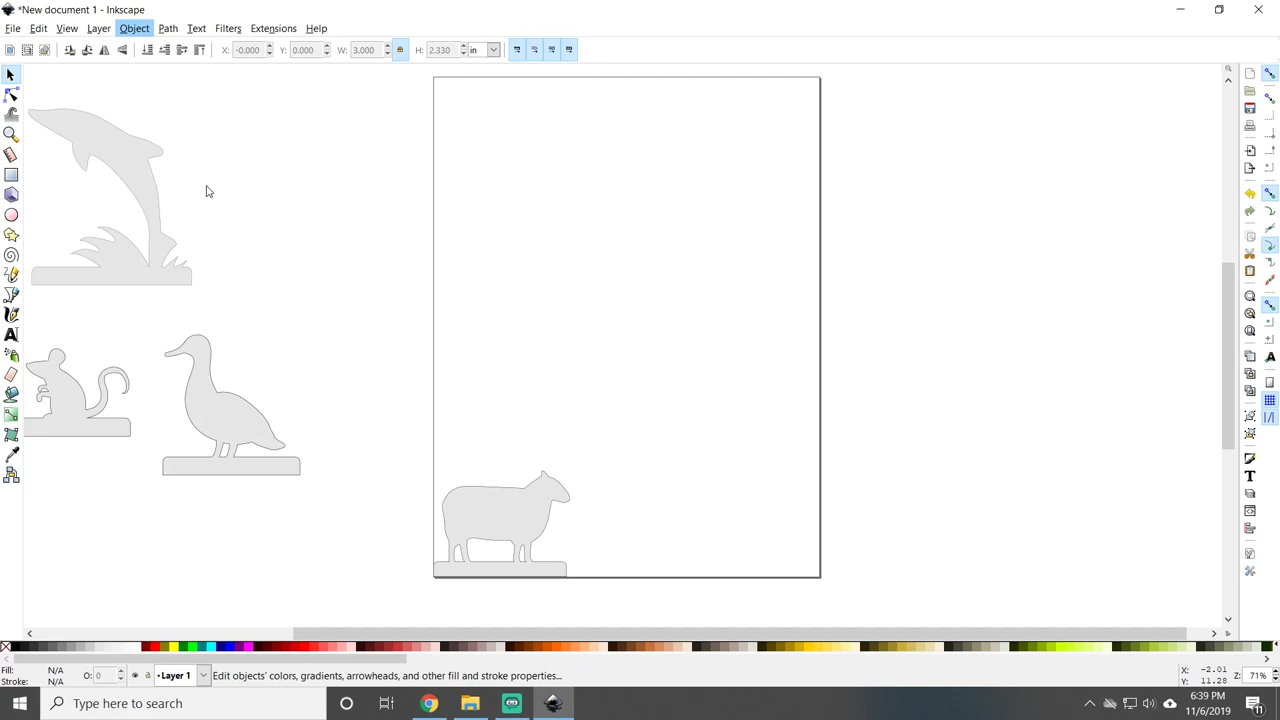 *New document 1 - Inkscape
File Edit View Layer Object Path Text Filters Extensions Help
X: -0.000 Y: 0.000 W: 3.000 H: 2.330 in
Fill: N/A
Stroke: N/A
O: 0
Layer 1
Edit objects' colors, gradients, arrowheads, and other fill and stroke properties...
X: -2.01
Y: 11.28
Z: 71%
Type here to search
6:39 PM
11/6/2019
11